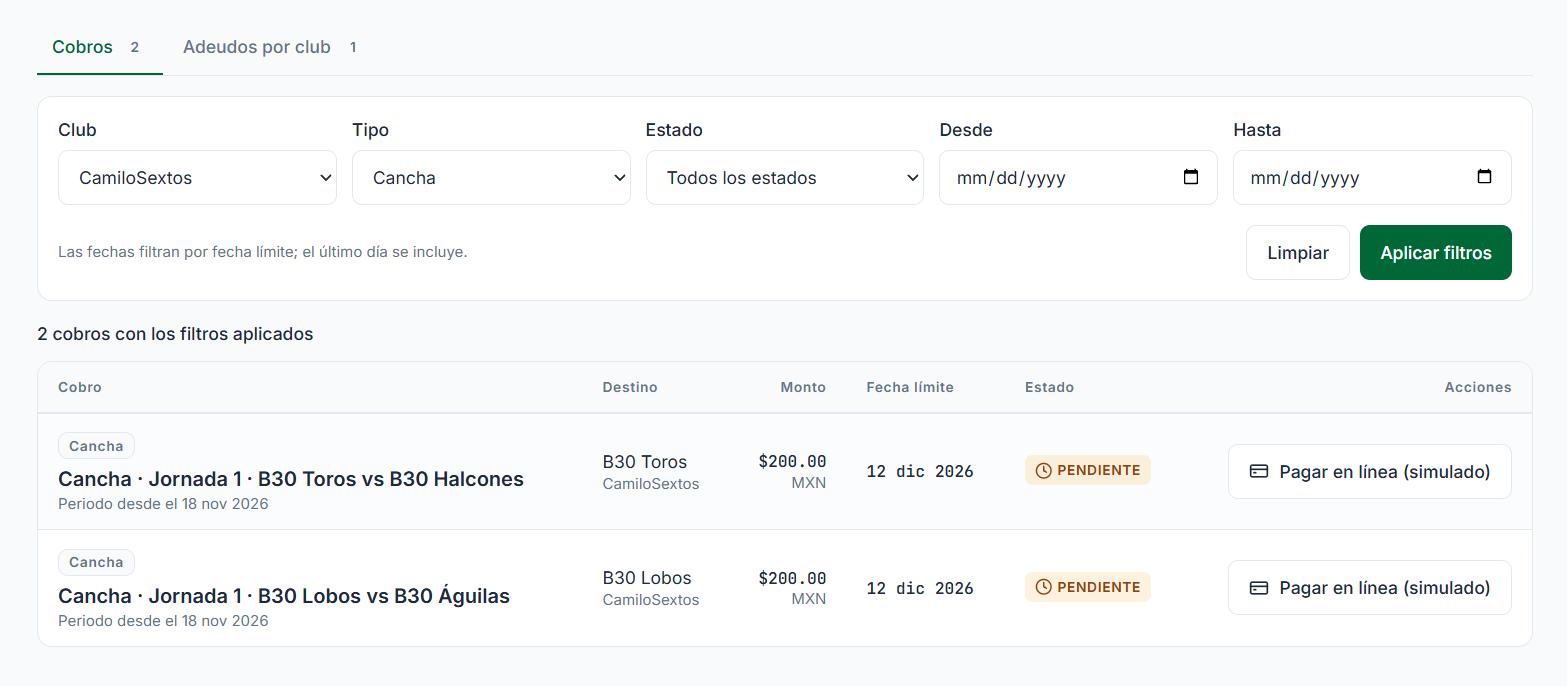 Cobros 2 Adeudos por club 1
Club Tipo Estado Desde Hasta
CamiloSextos Cancha Todos los estados mm/dd/yyyy mm/dd/yyyy
Las fechas filtran por fecha límite; el último día se incluye. Limpiar Aplicar filtros
2 cobros con los filtros aplicados
Cobro Destino Monto Fecha límite Estado Acciones
Cancha
Cancha · Jornada 1 · B30 Toros vs B30 Halcones
Periodo desde el 18 nov 2026
B30 Toros
CamiloSextos
$200.00
MXN
12 dic 2026
PENDIENTE
Pagar en línea (simulado)
Cancha
Cancha · Jornada 1 · B30 Lobos vs B30 Águilas
Periodo desde el 18 nov 2026
B30 Lobos
CamiloSextos
$200.00
MXN
12 dic 2026
PENDIENTE
Pagar en línea (simulado)